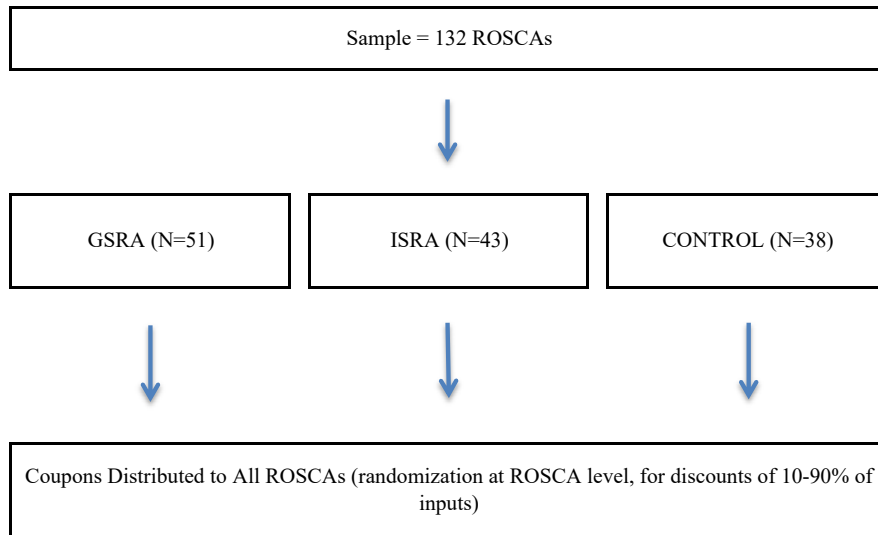 Sample = 132 ROSCAs
GSRA (N=51)
ISRA (N=43)
CONTROL (N=38)
Coupons Distributed to All ROSCAs (randomization at ROSCA level, for discounts of 10-90% of
inputs)